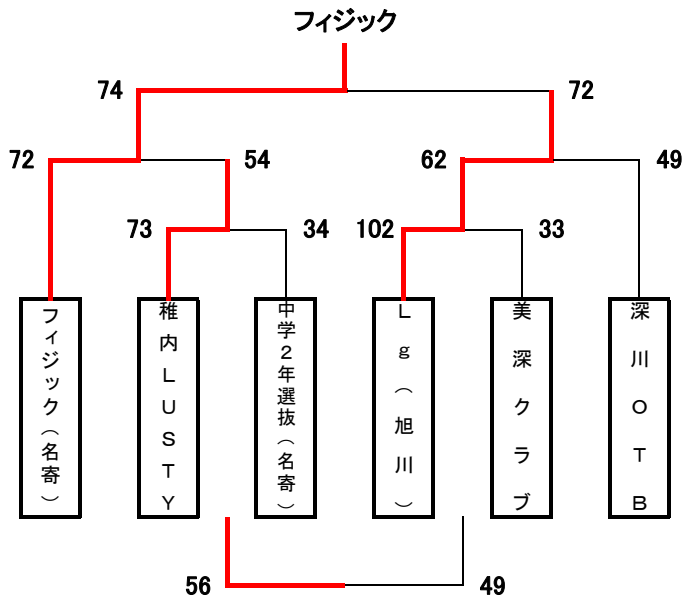 フィジック
74 72
72 54 62 49
73 34 102 33
フィジック（名寄）
稚内ＬＵＳＴＹ
中学２年選抜（名寄）
Ｌｇ（旭川）
美深クラブ
深川ＯＴＢ
56 49